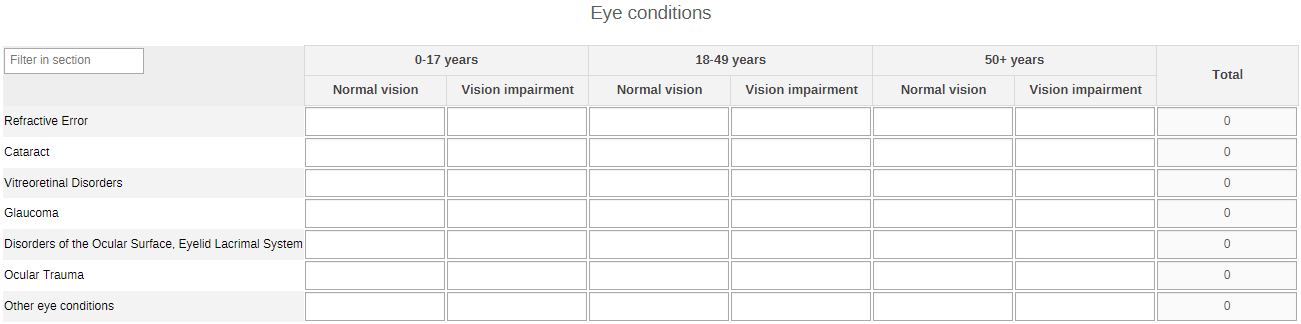 Eye conditions
Filter in section
0-17 years 18-49 years 50+ years Total
Normal vision Vision impairment Normal vision Vision impairment Normal vision Vision impairment
Refractive Error 0
Cataract 0
Vitreoretinal Disorders 0
Glaucoma 0
Disorders of the Ocular Surface, Eyelid Lacrimal System 0
Ocular Trauma 0
Other eye conditions 0